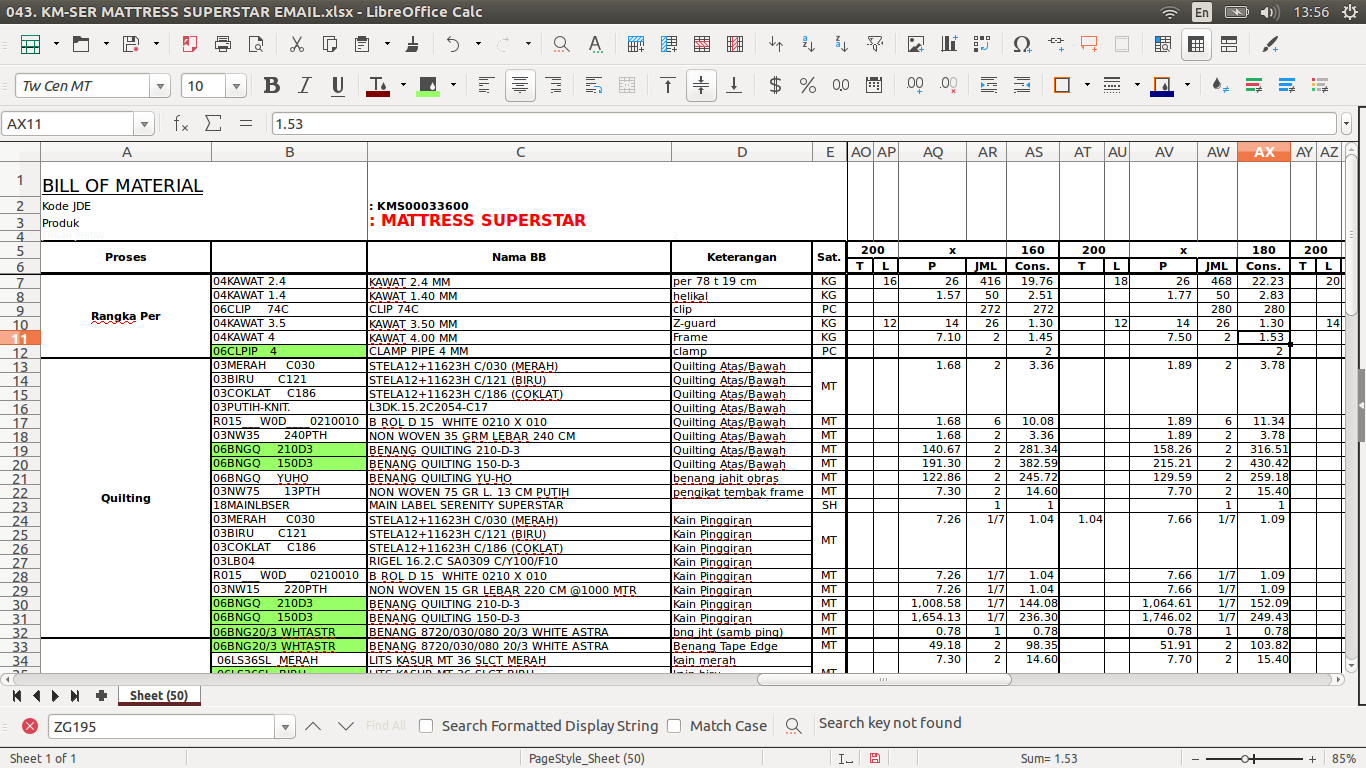 043. KM-SER MATTRESS SUPERSTAR EMAIL.xlsx - LibreOffice Calc En 13:56
Tw Cen MT 10
AX11 1.53
A B C D E AO AP AQ AR AS AT AU AV AW AX AY AZ
1 BILL OF MATERIAL
2 Kode JDE : KMS00033600
3 Produk : MATTRESS SUPERSTAR
4
5 Proses Nama BB Keterangan Sat. 200 x 160 200 x 180 200
6 T L P JML Cons. T L P JML Cons. T L
7 04KAWAT 2.4 KAWAT 2.4 MM per 78 t 19 cm KG 16 26 416 19.76 18 26 468 22.23 20
8 04KAWAT 1.4 KAWAT 1.40 MM helikal KG 1.57 50 2.51 1.77 50 2.83
9 Rangka Per 06CLIP 74C CLIP 74C clip PC 272 272 280 280
10 04KAWAT 3.5 KAWAT 3.50 MM Z-guard KG 12 14 26 1.30 12 14 26 1.30 14
11 04KAWAT 4 KAWAT 4.00 MM Frame KG 7.10 2 1.45 7.50 2 1.53
12 06CLPIP 4 CLAMP PIPE 4 MM clamp PC 2 2
13 03MERAH C030 STELA12+11623H C/030 (MERAH) Quilting Atas/Bawah MT 1.68 2 3.36 1.89 2 3.78
14 03BIRU C121 STELA12+11623H C/121 (BIRU) Quilting Atas/Bawah
15 03COKLAT C186 STELA12+11623H C/186 (COKLAT) Quilting Atas/Bawah
16 03PUTIH-KNIT. L3DK.15.2C2054-C17 Quilting Atas/Bawah
17 R015___W0D____0210010 B ROL D 15 WHITE 0210 X 010 Quilting Atas/Bawah MT 1.68 6 10.08 1.89 6 11.34
18 03NW35 240PTH NON WOVEN 35 GRM LEBAR 240 CM Quilting Atas/Bawah MT 1.68 2 3.36 1.89 2 3.78
19 06BNGQ 210D3 BENANG QUILTING 210-D-3 Quilting Atas/Bawah MT 140.67 2 281.34 158.26 2 316.51
20 06BNGQ 150D3 BENANG QUILTING 150-D-3 Quilting Atas/Bawah MT 191.30 2 382.59 215.21 2 430.42
21 06BNGQ YUHO BENANG QUILTING YU-HO benang jahit obras MT 122.86 2 245.72 129.59 2 259.18
22 Quilting 03NW75 13PTH NON WOVEN 75 GR L. 13 CM PUTIH pengikat tembak frame MT 7.30 2 14.60 7.70 2 15.40
23 18MAINLBSER MAIN LABEL SERENITY SUPERSTAR SH 1 1 1 1
24 03MERAH C030 STELA12+11623H C/030 (MERAH) Kain Pinggiran MT 7.26 1/7 1.04 1.04 7.66 1/7 1.09
25 03BIRU C121 STELA12+11623H C/121 (BIRU) Kain Pinggiran
26 03COKLAT C186 STELA12+11623H C/186 (COKLAT) Kain Pinggiran
27 03LB04 RIGEL 16.2.C SA0309 C/Y100/F10 Kain Pinggiran
28 R015___W0D____0210010 B ROL D 15 WHITE 0210 X 010 Kain Pinggiran MT 7.26 1/7 1.04 7.66 1/7 1.09
29 03NW15 220PTH NON WOVEN 15 GR LEBAR 220 CM @1000 MTR Kain Pinggiran MT 7.26 1/7 1.04 7.66 1/7 1.09
30 06BNGQ 210D3 BENANG QUILTING 210-D-3 Kain Pinggiran MT 1,008.58 1/7 144.08 1,064.61 1/7 152.09
31 06BNGQ 150D3 BENANG QUILTING 150-D-3 Kain Pinggiran MT 1,654.13 1/7 236.30 1,746.02 1/7 249.43
32 06BNG20/3 WHTASTR BENANG 8720/030/080 20/3 WHITE ASTRA bng jht (samb ping) MT 0.78 1 0.78 0.78 1 0.78
33 06BNG20/3 WHTASTR BENANG 8720/030/080 20/3 WHITE ASTRA Benang Tape Edge MT 49.18 2 98.35 51.91 2 103.82
34 06LS36SL MERAH LITS KASUR MT 36 SLCT MERAH kain merah 7.30 2 14.60 7.70 2 15.40
Sheet (50)
ZG195 Find All Search Formatted Display String Match Case Search key not found
Sheet 1 of 1 PageStyle_Sheet (50) Sum= 1.53 85%